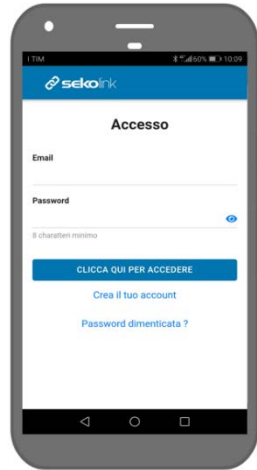 I TIM 60% 10:09
sekolink
Accesso
Email
Password
8 charatteri minimo
CLICCA QUI PER ACCEDERE
Crea il tuo account
Password dimenticata ?